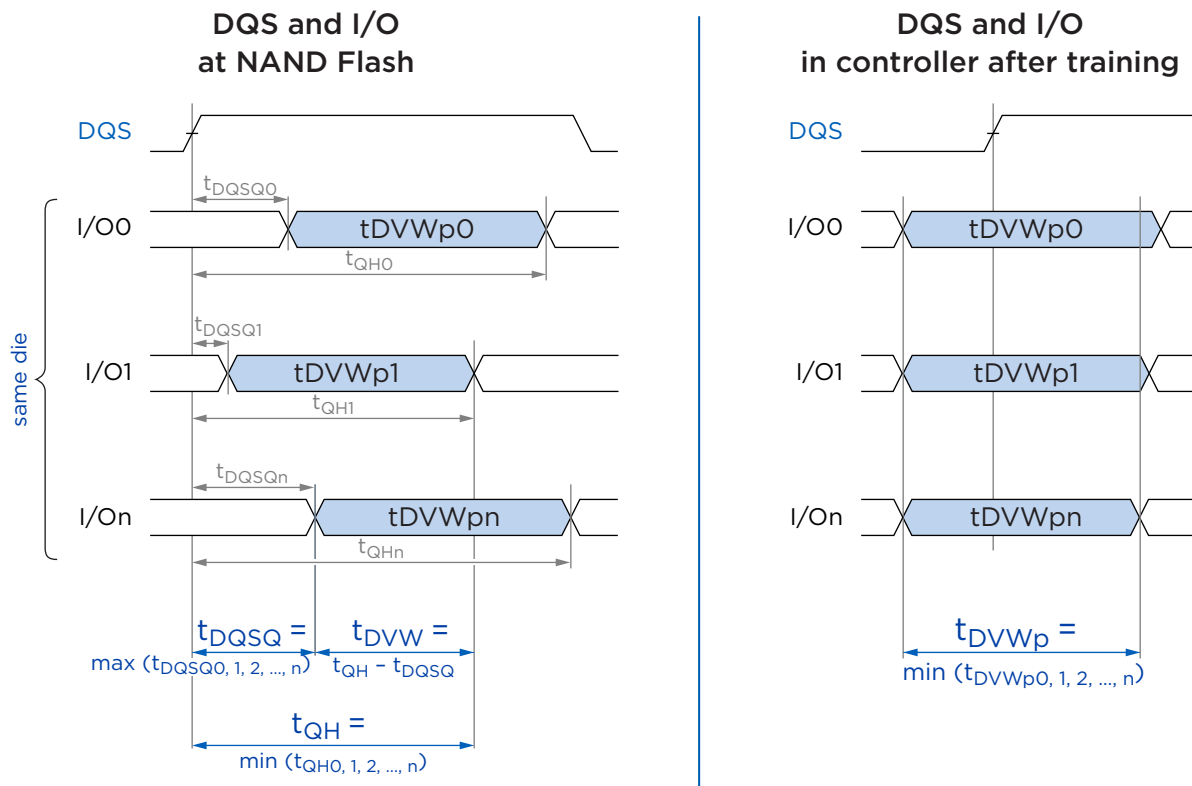 DQS and I/O
at NAND Flash
DQS
tDQSQ0
I/O0
tDVWp0
tQH0
tDQSQ1
I/O1
tDVWp1
tQH1
same die
tDQSQn
I/On
tDVWpn
tQHn
tDQSQ =
max (tDQSQ0, 1, 2, ..., n)
tDVW =
tQH – tDQSQ
tQH =
min (tQH0, 1, 2, ..., n)
DQS and I/O
in controller after training
DQS
I/O0
tDVWp0
I/O1
tDVWp1
I/On
tDVWpn
tDVWp =
min (tDVWp0, 1, 2, ..., n)